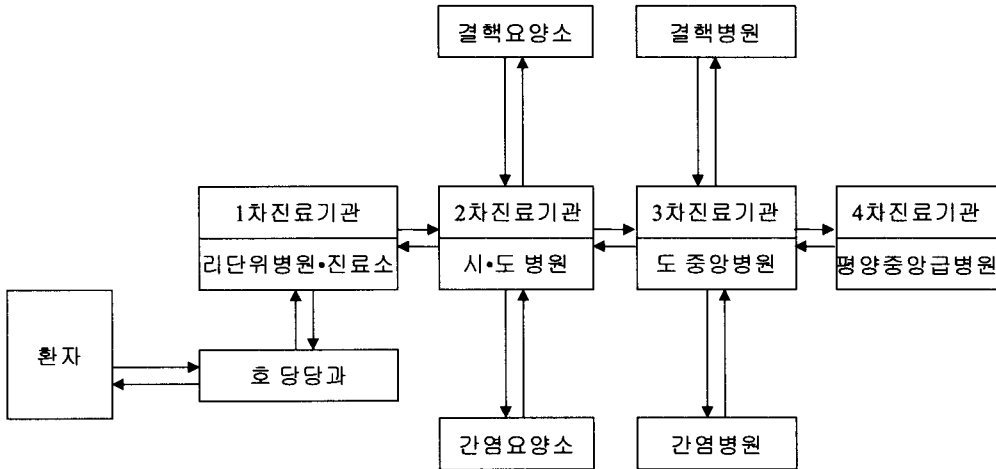 결핵요양소
결핵병원
1차진료기관
2차진료기관
3차진료기관
4차진료기관
리단위병원•진료소
시•도 병원
도 중앙병원
평양중앙급병원
환자
호 당당과
간염요양소
간염병원